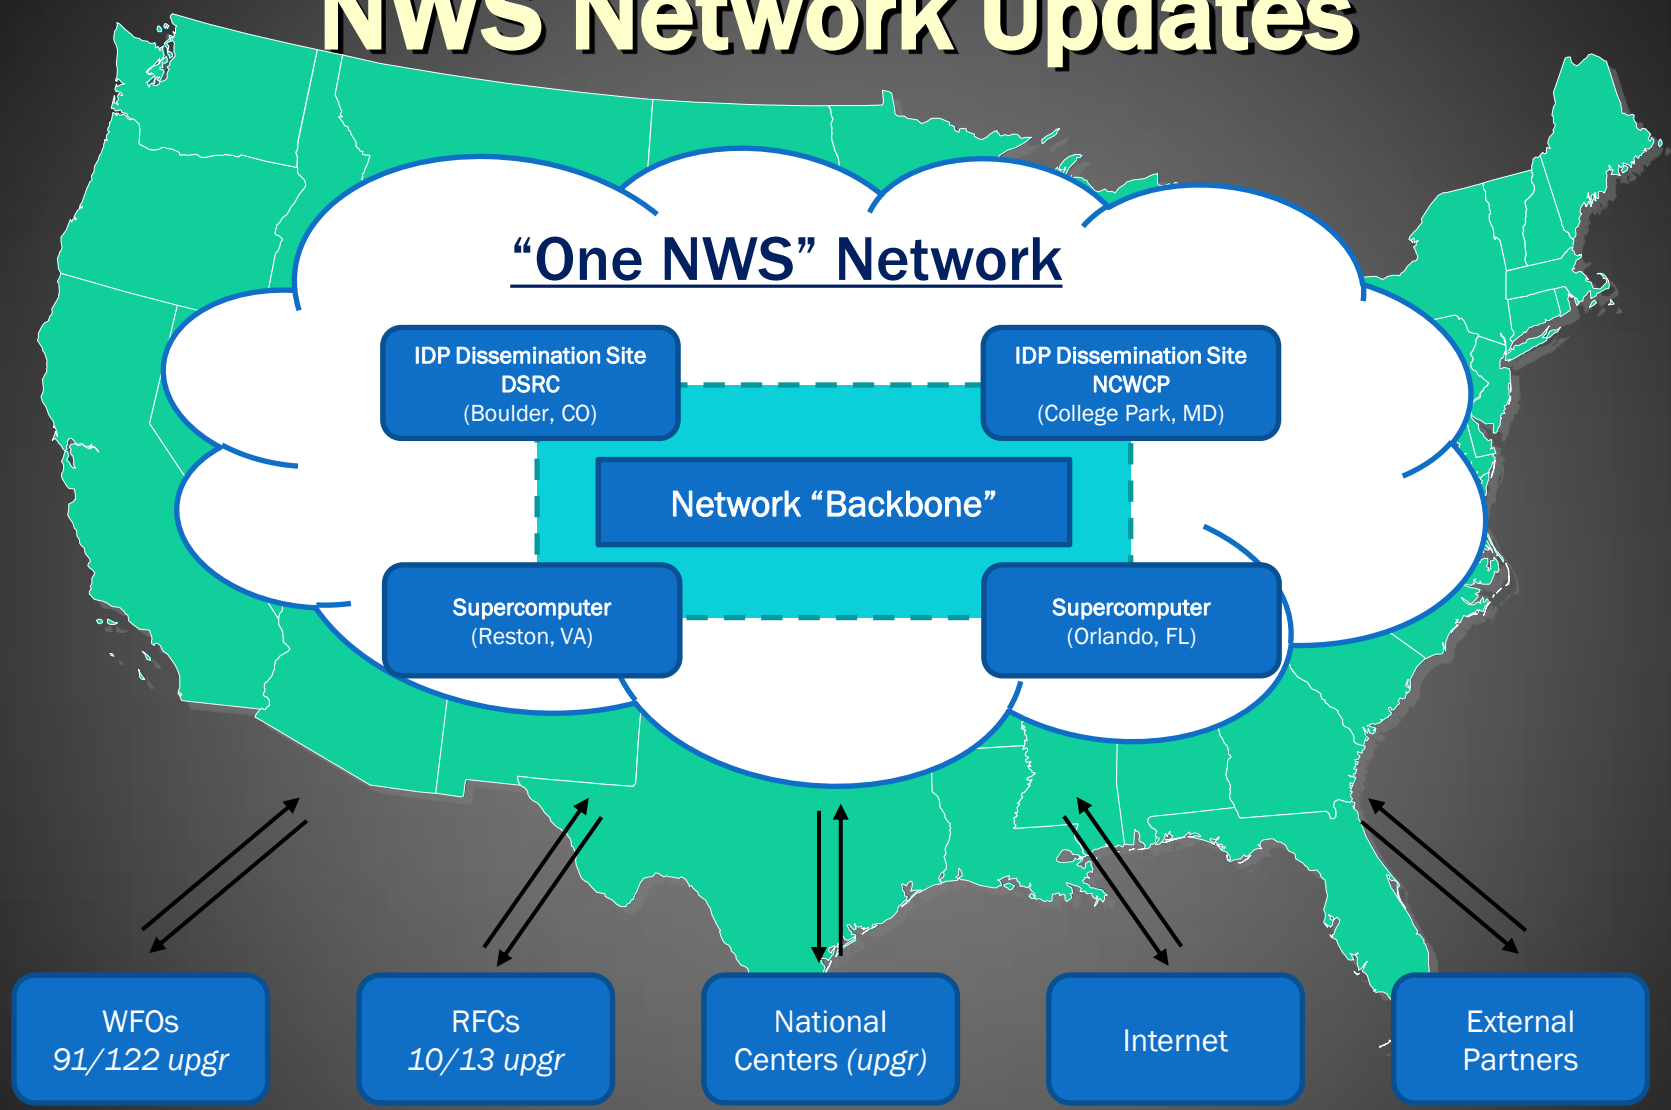 NWS Network Updates
“One NWS” Network
IDP Dissemination Site
DSRC
(Boulder, CO)
IDP Dissemination Site
NCWCP
(College Park, MD)
Network “Backbone”
Supercomputer
(Reston, VA)
Supercomputer
(Orlando, FL)
WFOs
91/122 upgr
RFCs
10/13 upgr
National
Centers (upgr)
Internet
External
Partners